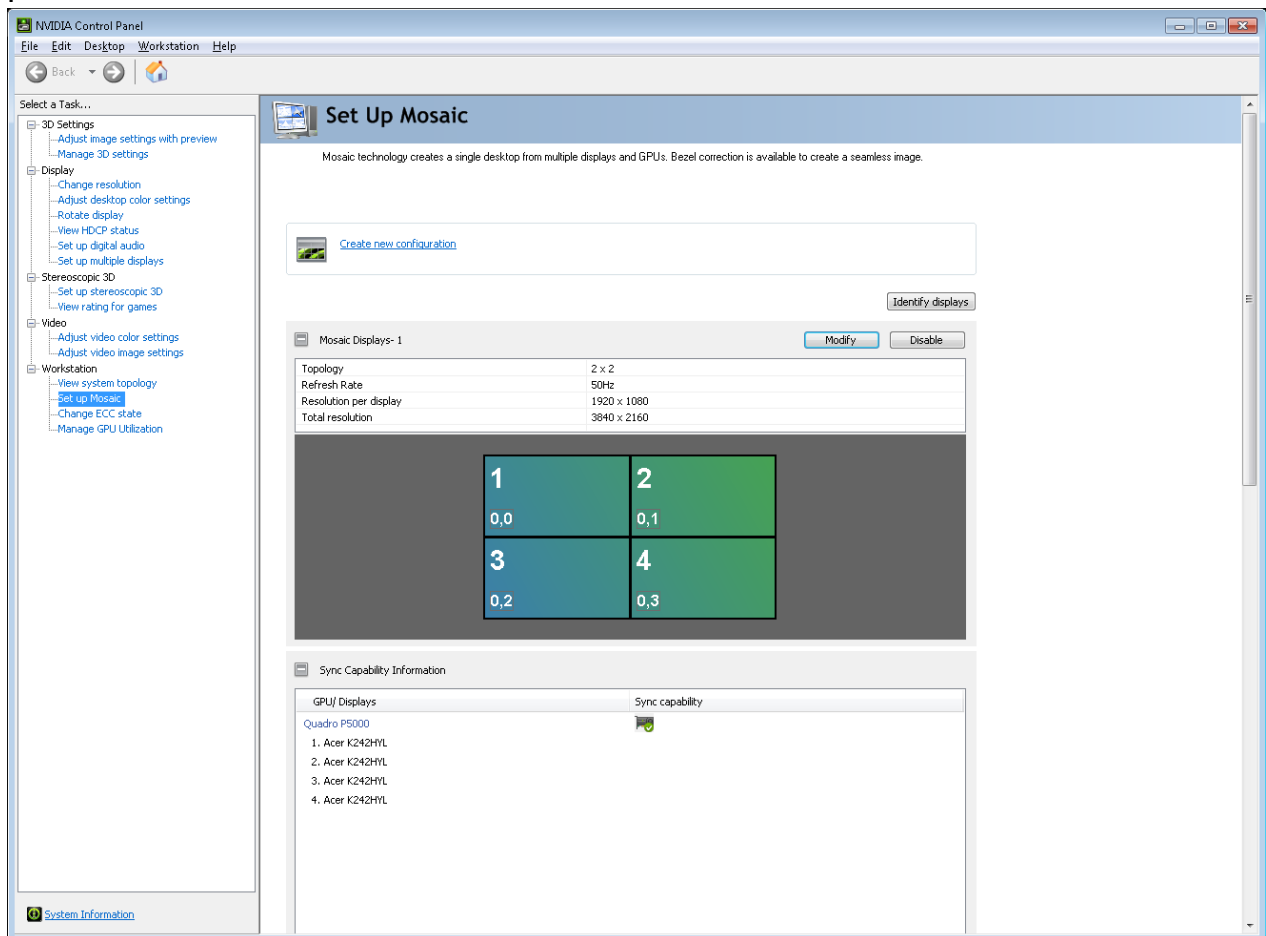 NVIDIA Control Panel
File Edit Desktop Workstation Help
Back
Select a Task...
3D Settings
Adjust image settings with preview
Manage 3D settings
Display
Change resolution
Adjust desktop color settings
Rotate display
View HDCP status
Set up digital audio
Set up multiple displays
Stereoscopic 3D
Set up stereoscopic 3D
View rating for games
Video
Adjust video color settings
Adjust video image settings
Workstation
View system topology
Set up Mosaic
Change ECC state
Manage GPU Utilization
System Information
Set Up Mosaic
Mosaic technology creates a single desktop from multiple displays and GPUs. Bezel correction is available to create a seamless image.
Create new configuration
Identify displays
Mosaic Displays- 1 Modify Disable
Topology 2 x 2
Refresh Rate 50Hz
Resolution per display 1920 x 1080
Total resolution 3840 x 2160
1 2
0,0 0,1
3 4
0,2 0,3
Sync Capability Information
GPU/ Displays Sync capability
Quadro P5000
1. Acer K242HYL
2. Acer K242HYL
3. Acer K242HYL
4. Acer K242HYL